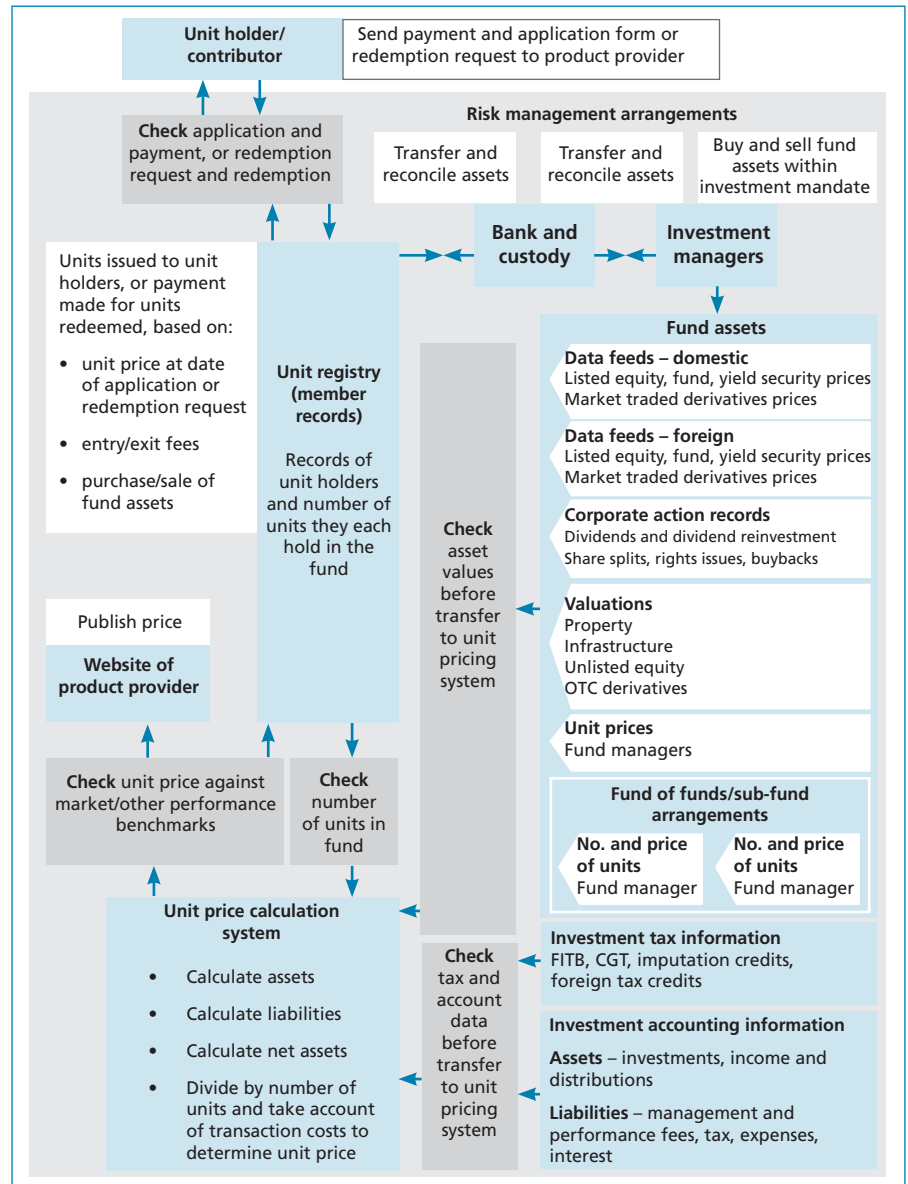 Unit holder/
contributor
Send payment and application form or
redemption request to product provider
Risk management arrangements
Check application and
payment, or redemption
request and redemption
Transfer and
reconcile assets
Transfer and
reconcile assets
Buy and sell fund
assets within
investment mandate
Bank and
custody
Investment
managers
Units issued to unit
holders, or payment
made for units
redeemed, based on:
• unit price at date
of application or
redemption request
• entry/exit fees
• purchase/sale of
fund assets
Unit registry
(member
records)
Records of
unit holders
and number of
units they each
hold in the
fund
Check
asset
values
before
transfer
to unit
pricing
system
Fund assets
Data feeds – domestic
Listed equity, fund, yield security prices
Market traded derivatives prices
Data feeds – foreign
Listed equity, fund, yield security prices
Market traded derivatives prices
Corporate action records
Dividends and dividend reinvestment
Share splits, rights issues, buybacks
Valuations
Property
Infrastructure
Unlisted equity
OTC derivatives
Unit prices
Fund managers
Fund of funds/sub-fund
arrangements
No. and price
of units
Fund manager
No. and price
of units
Fund manager
Publish price
Website of
product provider
Check unit price against
market/other performance
benchmarks
Check
number
of units in
fund
Unit price calculation
system
• Calculate assets
• Calculate liabilities
• Calculate net assets
• Divide by number of
units and take account
of transaction costs to
determine unit price
Check
tax and
account
data
before
transfer
to unit
pricing
system
Investment tax information
FITB, CGT, imputation credits,
foreign tax credits
Investment accounting information
Assets – investments, income and
distributions
Liabilities – management and
performance fees, tax, expenses,
interest